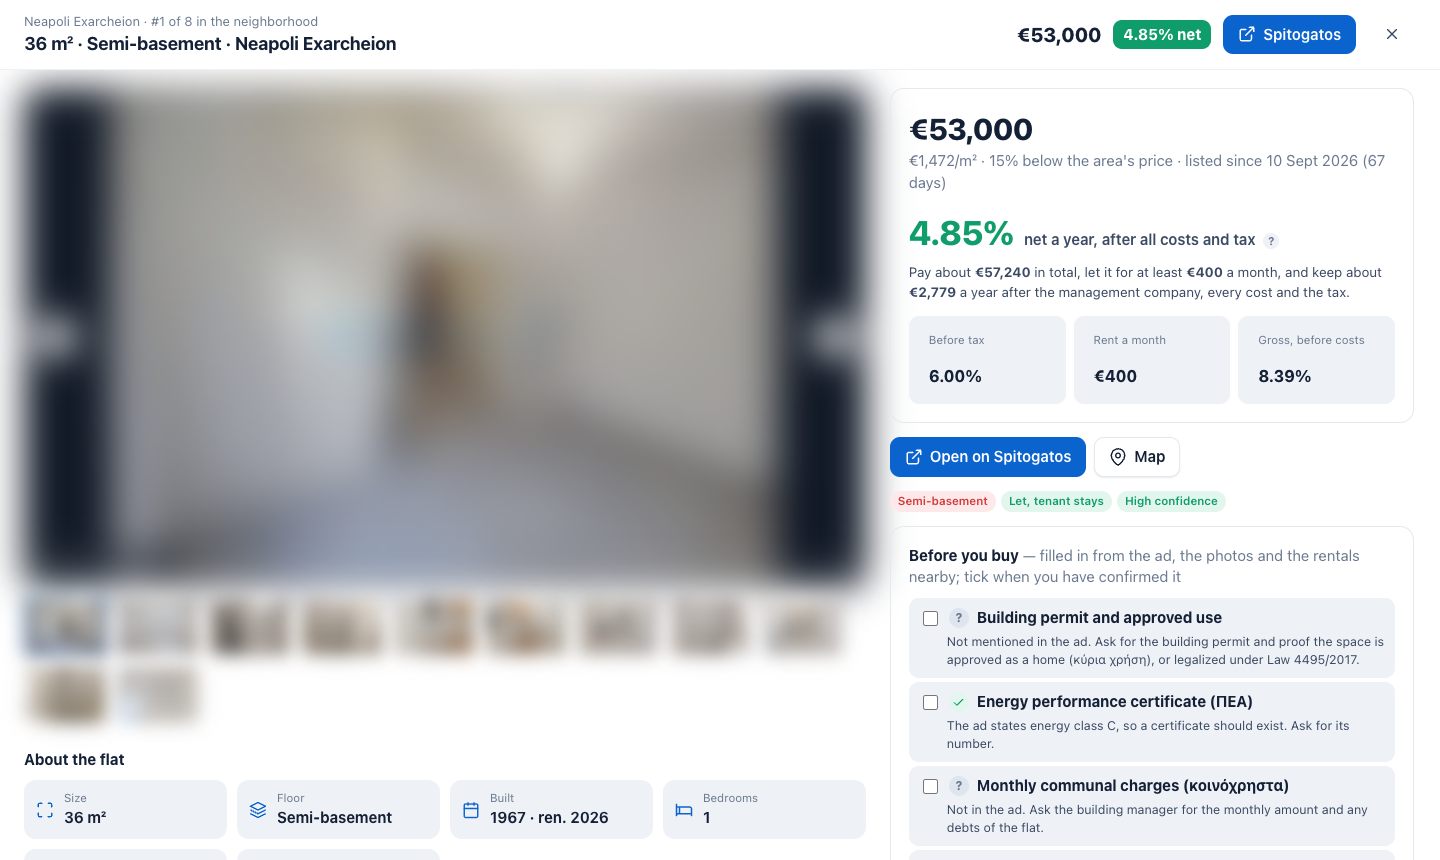 Neapoli Exarcheion · #1 of 8 in the neighborhood
36 m² · Semi-basement · Neapoli Exarcheion
€53,000
4.85% net
Spitogatos
€53,000
€1,472/m² · 15% below the area's price · listed since 10 Sept 2026 (67
days)
4.85% net a year, after all costs and tax ?
Pay about €57,240 in total, let it for at least €400 a month, and keep about
€2,779 a year after the management company, every cost and the tax.
Before tax
6.00%
Rent a month
€400
Gross, before costs
8.39%
Open on Spitogatos
Map
Semi-basement
Let, tenant stays
High confidence
Before you buy — filled in from the ad, the photos and the rentals
nearby; tick when you have confirmed it
? Building permit and approved use
Not mentioned in the ad. Ask for the building permit and proof the space is
approved as a home (κύρια χρήση), or legalized under Law 4495/2017.
Energy performance certificate (ΠΕΑ)
The ad states energy class C, so a certificate should exist. Ask for its
number.
? Monthly communal charges (κοινόχρηστα)
Not in the ad. Ask the building manager for the monthly amount and any
debts of the flat.
About the flat
Size
36 m²
Floor
Semi-basement
Built
1967 · ren. 2026
Bedrooms
1